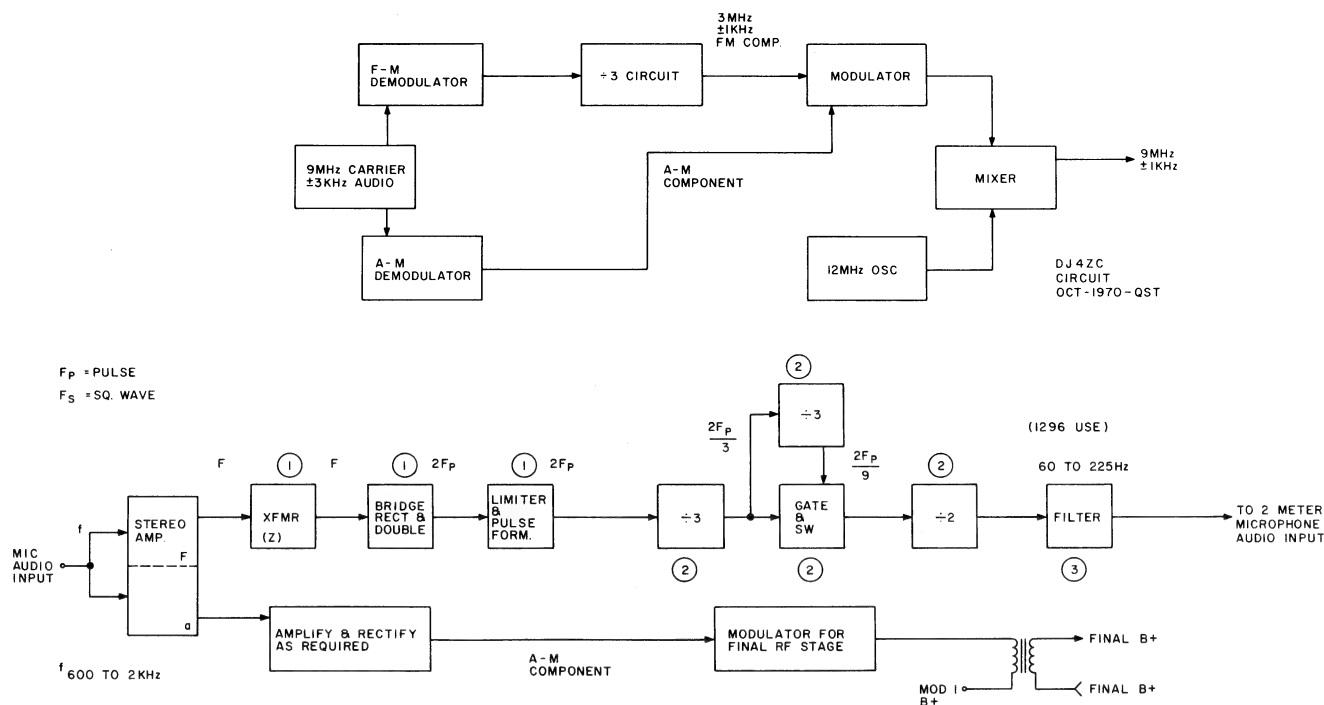 3MHz
±1KHz
FM COMP.
F-M
DEMODULATOR
÷3 CIRCUIT
MODULATOR
9MHz CARRIER
±3KHz AUDIO
A-M
COMPONENT
MIXER
9MHz
±1KHz
A-M
DEMODULATOR
12MHz OSC
DJ4ZC
CIRCUIT
OCT-1970-QST
FP = PULSE
FS = SQ. WAVE
2
÷3
2FP
3
2FP
9
(1296 USE)
60 TO 225Hz
F
1
F
1
2FP
1
2FP
2
f
STEREO
AMP.
F
a
XFMR
(Z)
BRIDGE
RECT &
DOUBLE
LIMITER
&
PULSE
FORM.
÷3
2
GATE
&
SW
2
÷2
FILTER
3
TO 2 METER
MICROPHONE
AUDIO INPUT
MIC
AUDIO
INPUT
AMPLIFY & RECTIFY
AS REQUIRED
A-M
COMPONENT
MODULATOR FOR
FINAL RF STAGE
FINAL B+
MOD I
B+
FINAL B+
f 600 TO 2KHz